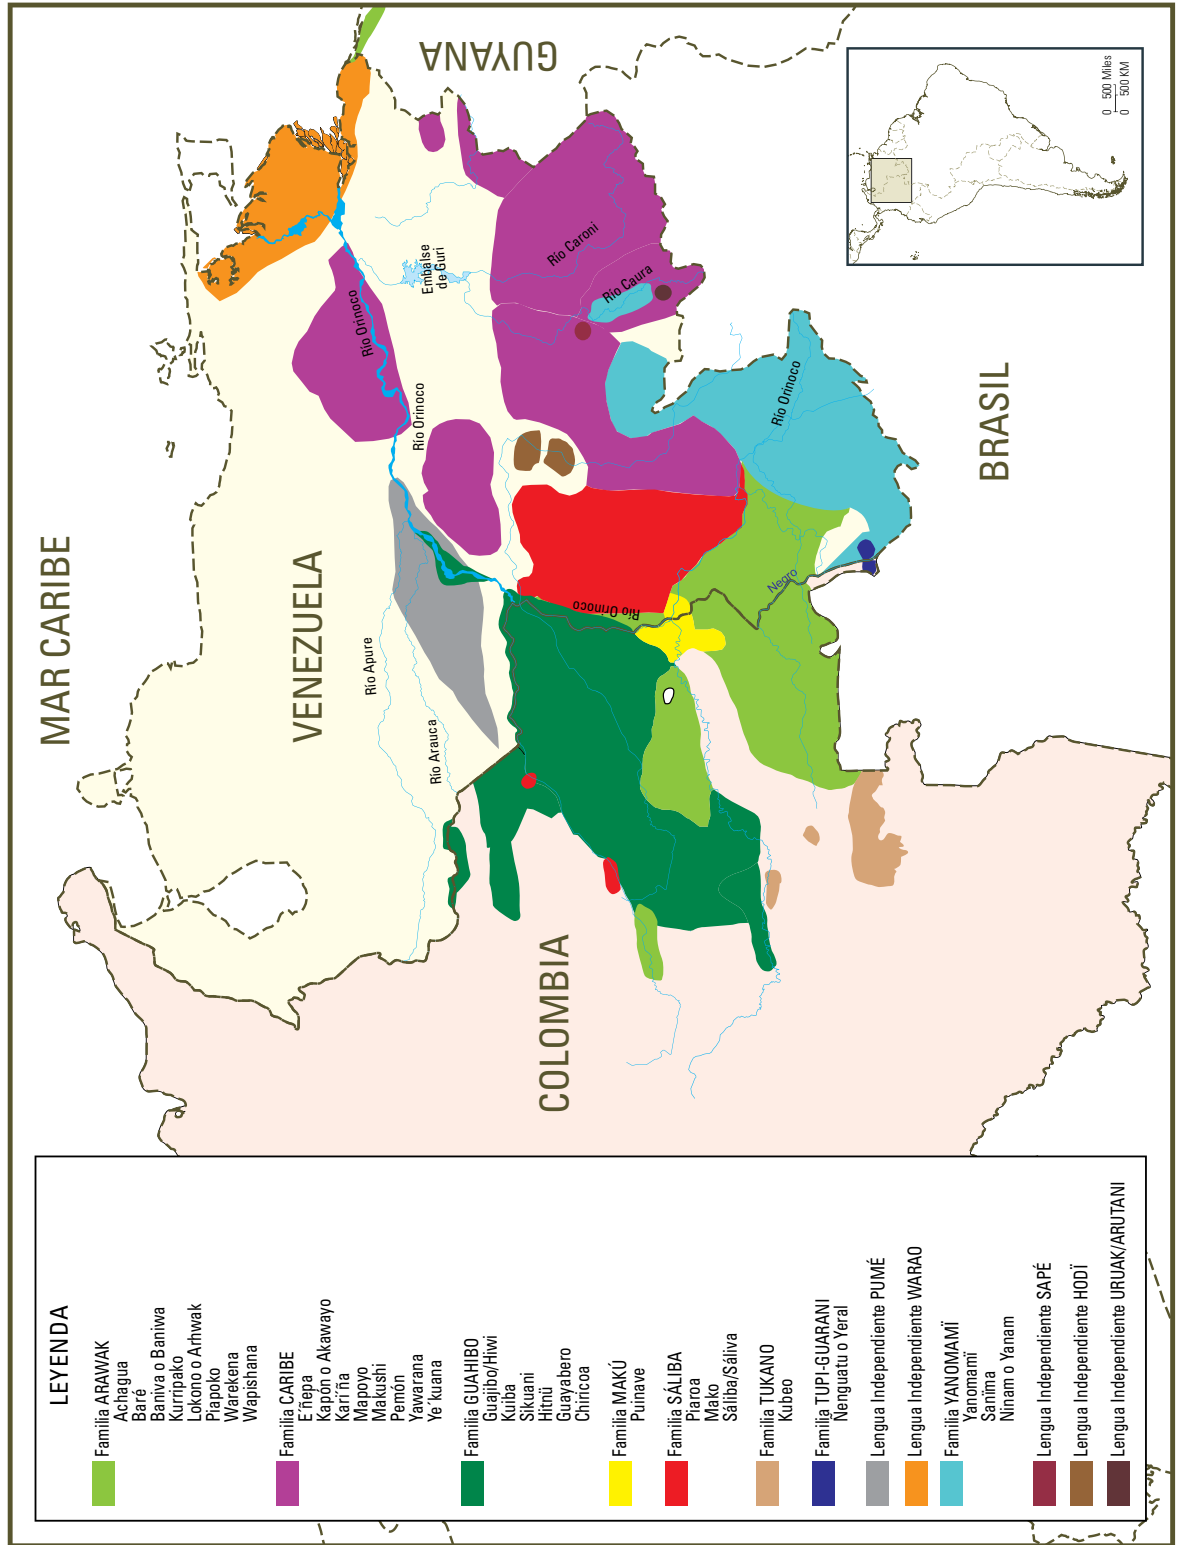 MAR CARIBE
VENEZUELA
COLOMBIA
GUYANA
BRASIL
Río Orinoco
Río Orinoco
Río Apure
Río Arauca
Embalse
de Guri
Río Caroni
Río Caura
Río Orinoco
Río Orinoco
Negro
0 500 Miles
0 500 KM
LEYENDA
Familia ARAWAK
Achagua
Baré
Baniva o Baniwa
Kurripako
Lokono o Arhwak
Piapoko
Warekena
Wapishana
Familia CARIBE
E´ñepa
Kapón o Akawayo
Kari´ña
Mapoyo
Makushi
Pemón
Yawarana
Ye´kuana
Familia GUAHIBO
Guajibo/Hiwi
Kuiba
Sikuani
Hitnü
Guayabero
Chiricoa
Familia MAKÚ
Puinave
Familia SÁLIBA
Piaroa
Mako
Sáliba/Sáliva
Familia TUKANO
Kubeo
Familia TUPI-GUARANI
Ñenguatu o Yeral
Lengua Independiente PUMÉ
Lengua Independiente WARAO
Familia YANOMAMÏ
Yanomamï
Sanïma
Ninam o Yanam
Lengua Independiente SAPÉ
Lengua Independiente HODÏ
Lengua Independiente URUAK/ARUTANI